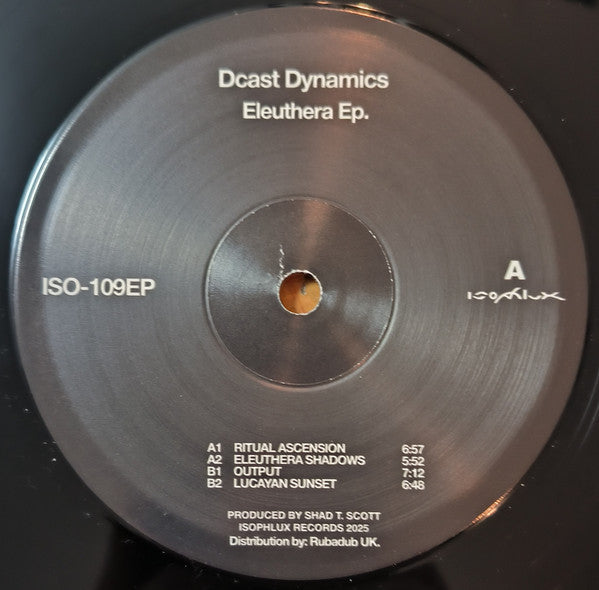 Dcast Dynamics
Eleuthera Ep.
ISO-109EP
A
isophlux
A1 RITUAL ASCENSION 6:57
A2 ELEUTHERA SHADOWS 5:52
B1 OUTPUT 7:12
B2 LUCAYAN SUNSET 6:48
PRODUCED BY SHAD T. SCOTT
ISOPHLUX RECORDS 2025
Distribution by: Rubadub UK.